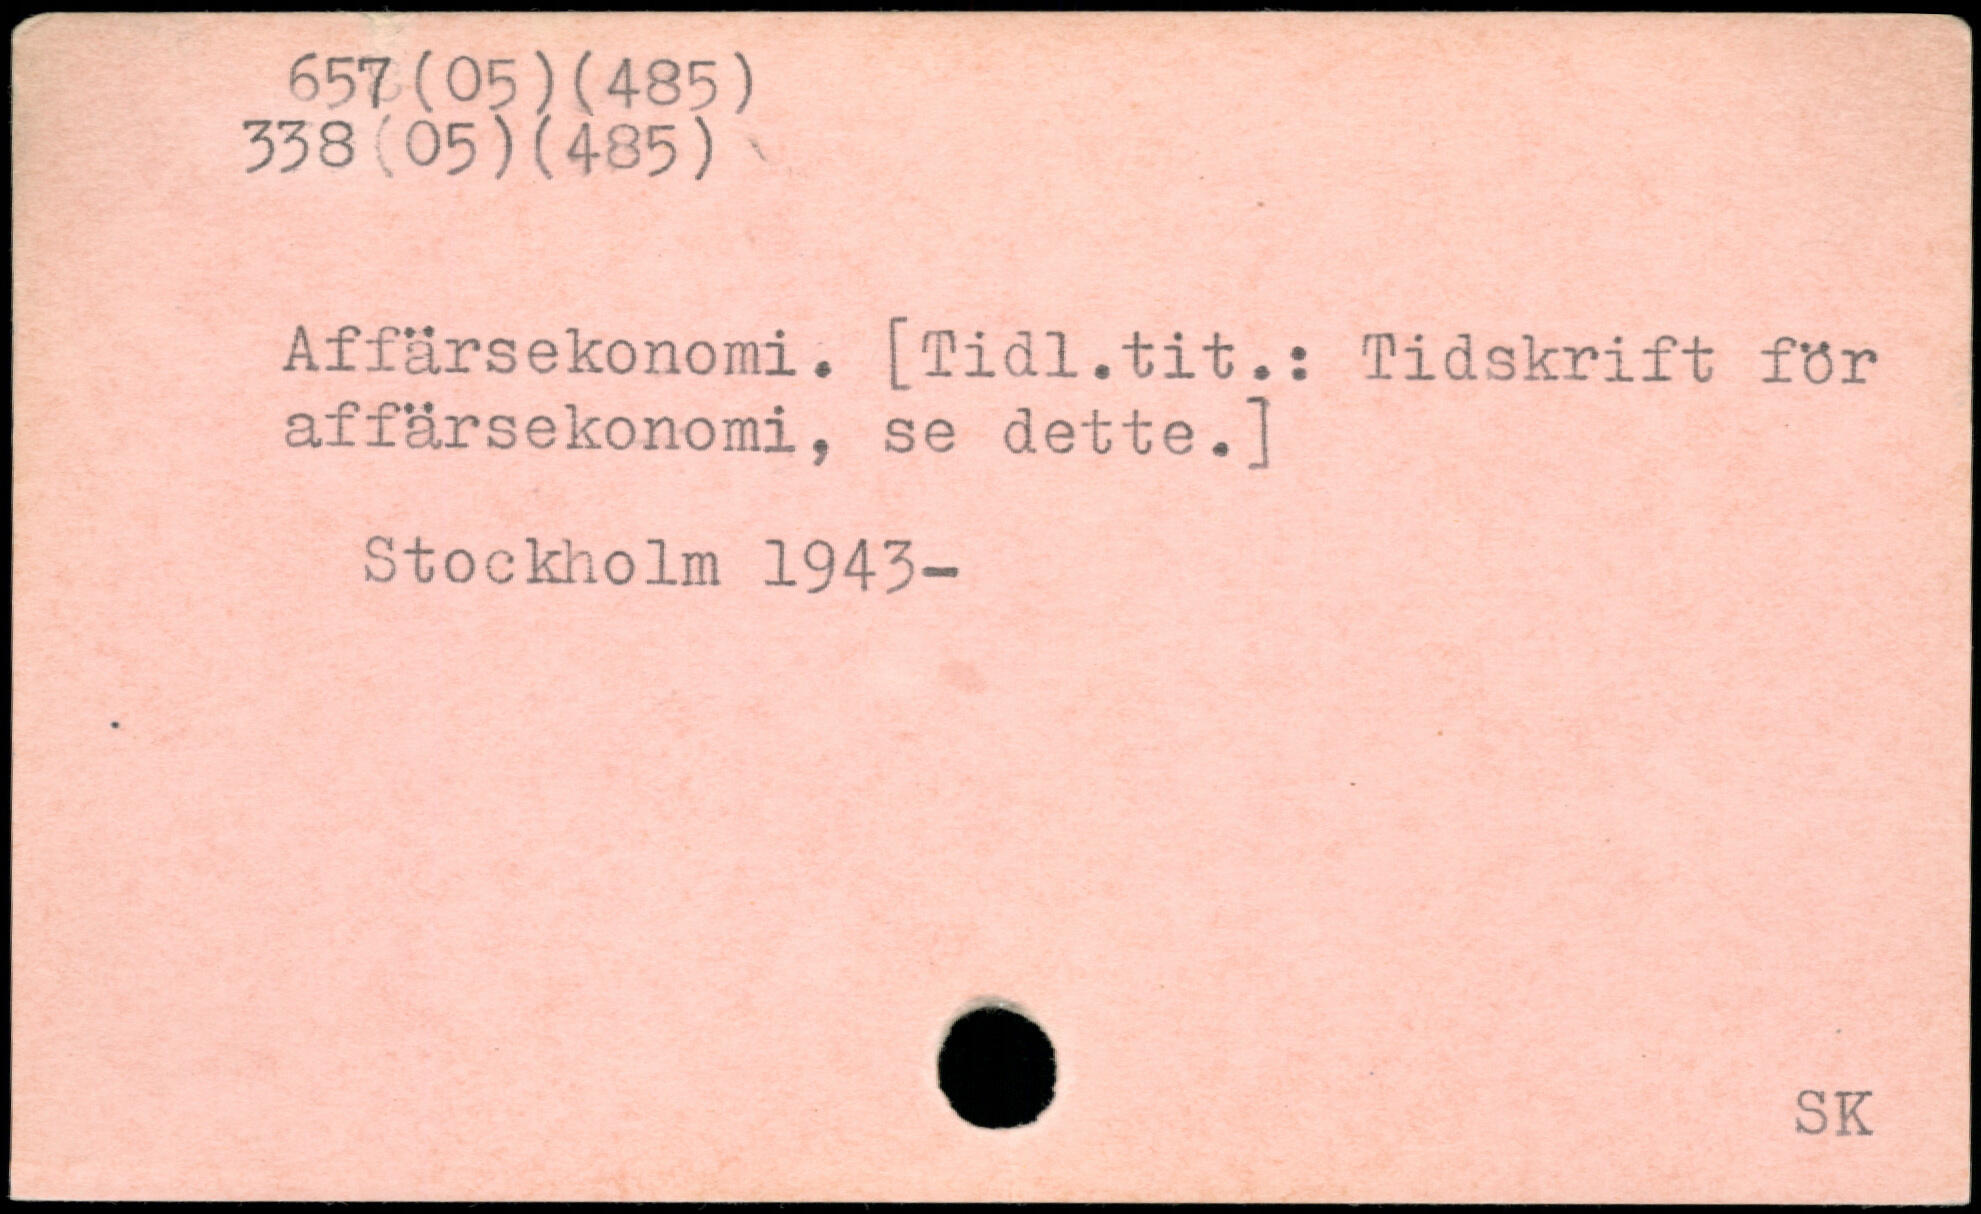 657(05)(485)
338(05)(485)
Affärsekonomi. [Tidl.tit.: Tidskrift för
affärsekonomi, se dette.]
Stockholm 1943-
SK